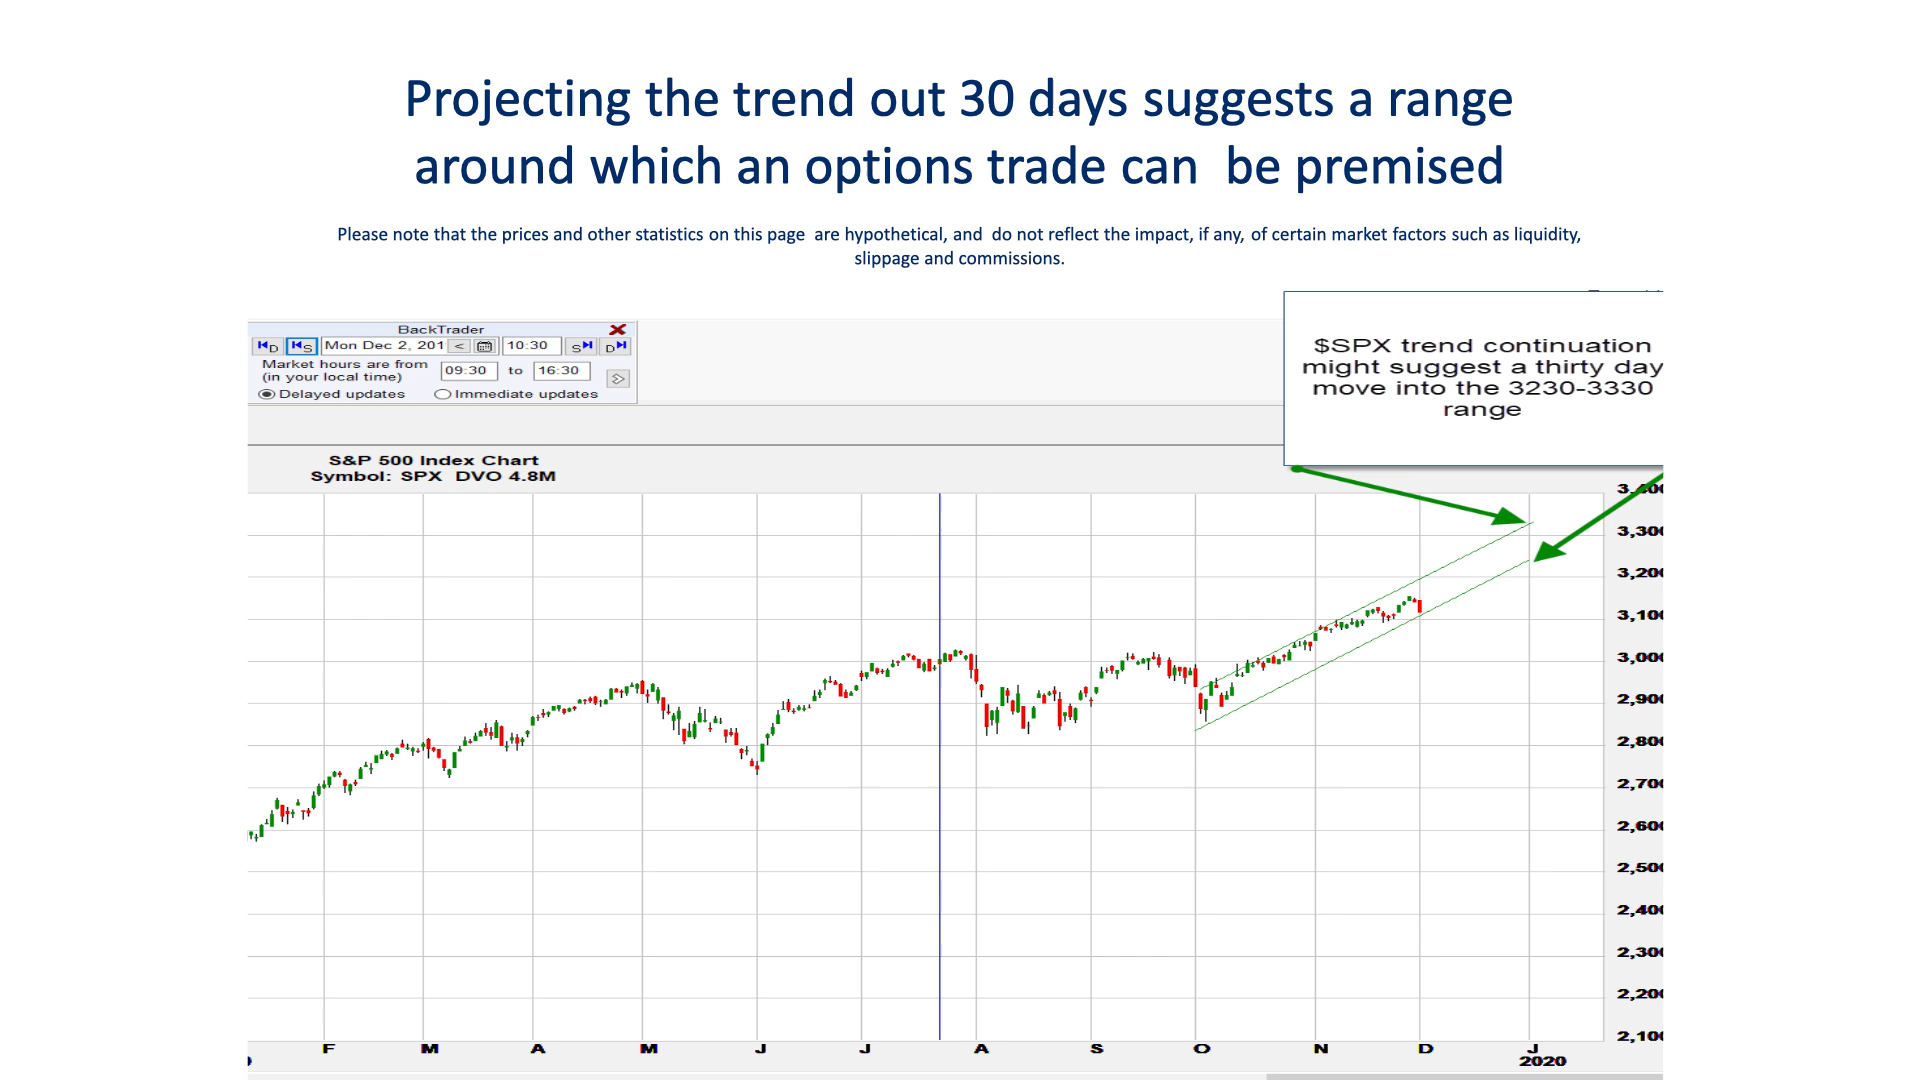 Projecting the trend out 30 days suggests a range
around which an options trade can  be premised
Please note that the prices and other statistics on this page  are hypothetical, and  do not reflect the impact, if any, of certain market factors such as liquidity,
slippage and commissions.
BackTrader
D S Mon Dec 2, 201 < 10:30 S D
Market hours are from
(in your local time)
09:30 to 16:30
Delayed updates Immediate updates
$SPX trend continuation
might suggest a thirty day
move into the 3230-3330
range
S&P 500 Index Chart
Symbol: SPX  DVO 4.8M
3,300
3,200
3,100
3,000
2,900
2,800
2,700
2,600
2,500
2,400
2,300
2,200
2,100
F M A M J J A S O N D J
2020